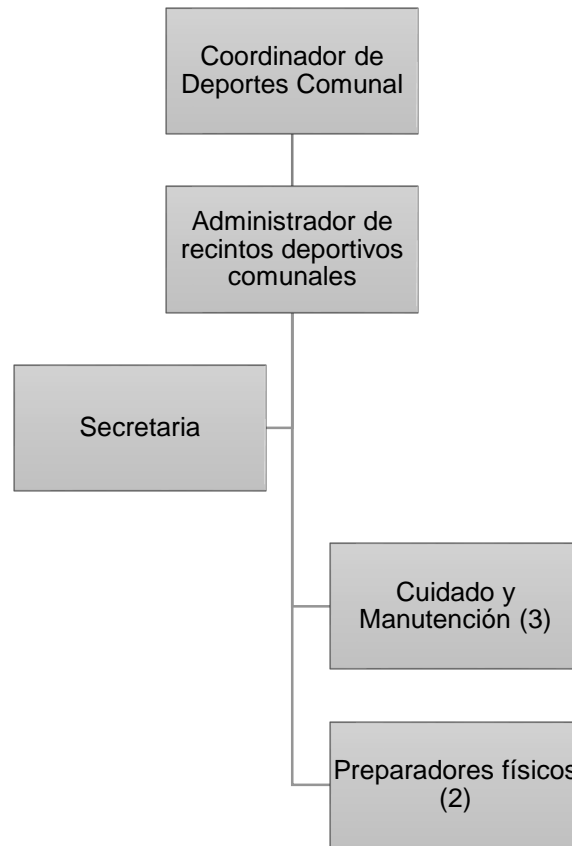 Coordinador de
Deportes Comunal
Administrador de
recintos deportivos
comunales
Secretaria
Cuidado y
Manutención (3)
Preparadores físicos
(2)